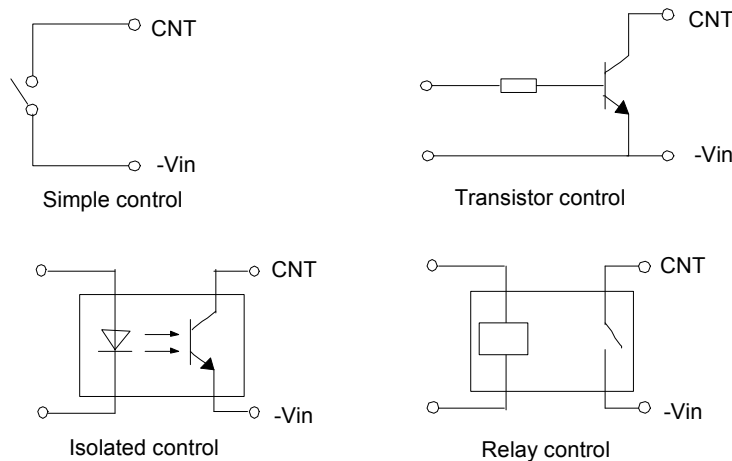 CNT
-Vin
Simple control
CNT
-Vin
Transistor control
CNT
-Vin
Isolated control
CNT
-Vin
Relay control